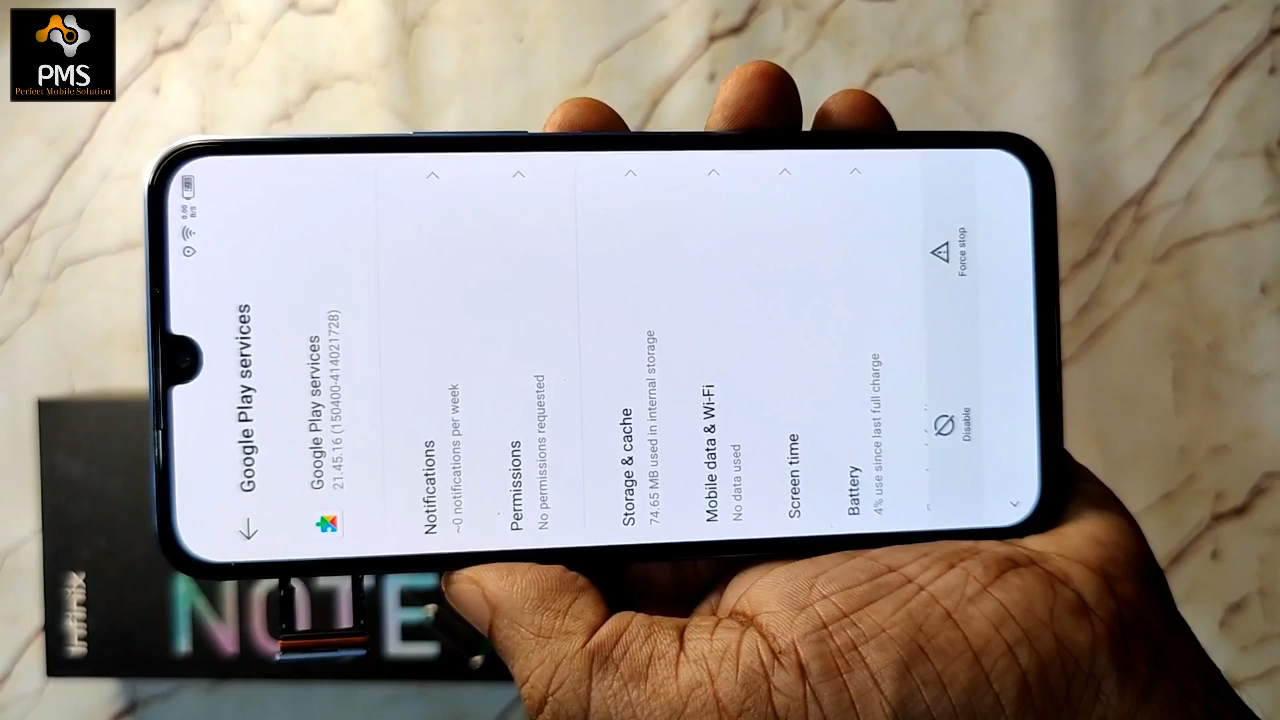 PMS
Perfect Mobile Solution
Google Play services
Google Play services
21.45.16 (150400-414021728)
Notifications
~0 notifications per week
Permissions
No permissions requested
Storage & cache
74.65 MB used in internal storage
Mobile data & Wi-Fi
No data used
Screen time
Battery
4% use since last full charge
Disable
Force stop
Infinix
NOTE